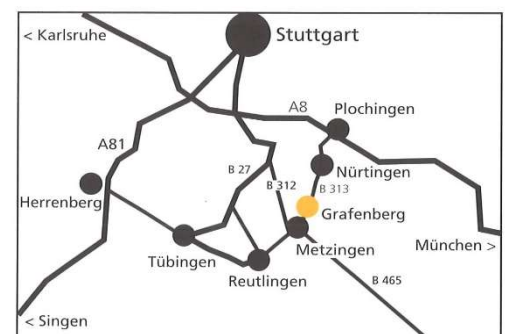 < Karlsruhe
Stuttgart
A8
Plochingen
A81
B 27
Nürtingen
B 312
B 313
Herrenberg
Grafenberg
Metzingen
München >
Tübingen
Reutlingen
B 465
< Singen